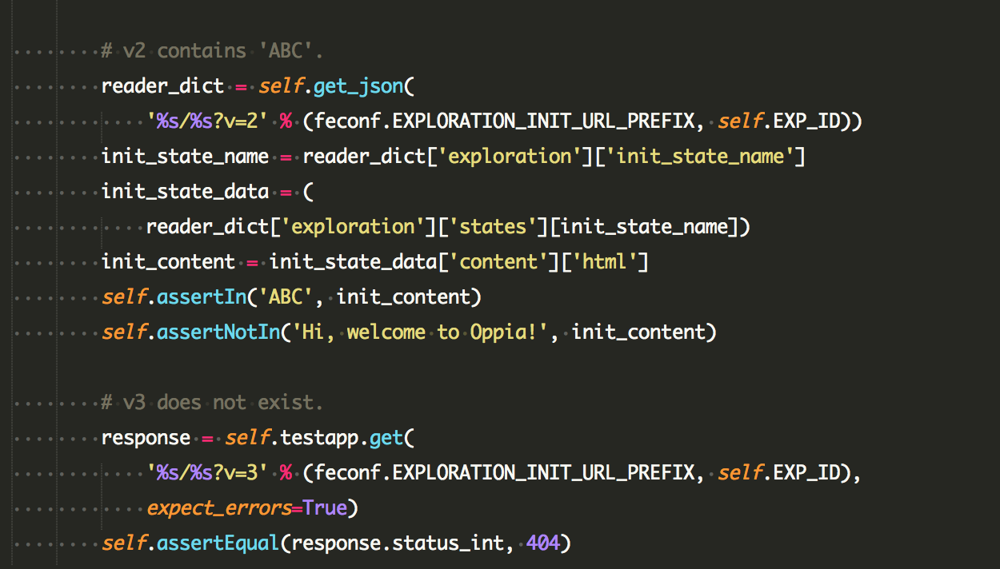 # v2 contains 'ABC'.
reader_dict = self.get_json(
'%s/%s?v=2' % (feconf.EXPLORATION_INIT_URL_PREFIX, self.EXP_ID))
init_state_name = reader_dict['exploration']['init_state_name']
init_state_data = (
reader_dict['exploration']['states'][init_state_name])
init_content = init_state_data['content']['html']
self.assertIn('ABC', init_content)
self.assertNotIn('Hi, welcome to Oppia!', init_content)
# v3 does not exist.
response = self.testapp.get(
'%s/%s?v=3' % (feconf.EXPLORATION_INIT_URL_PREFIX, self.EXP_ID),
expect_errors=True)
self.assertEqual(response.status_int, 404)